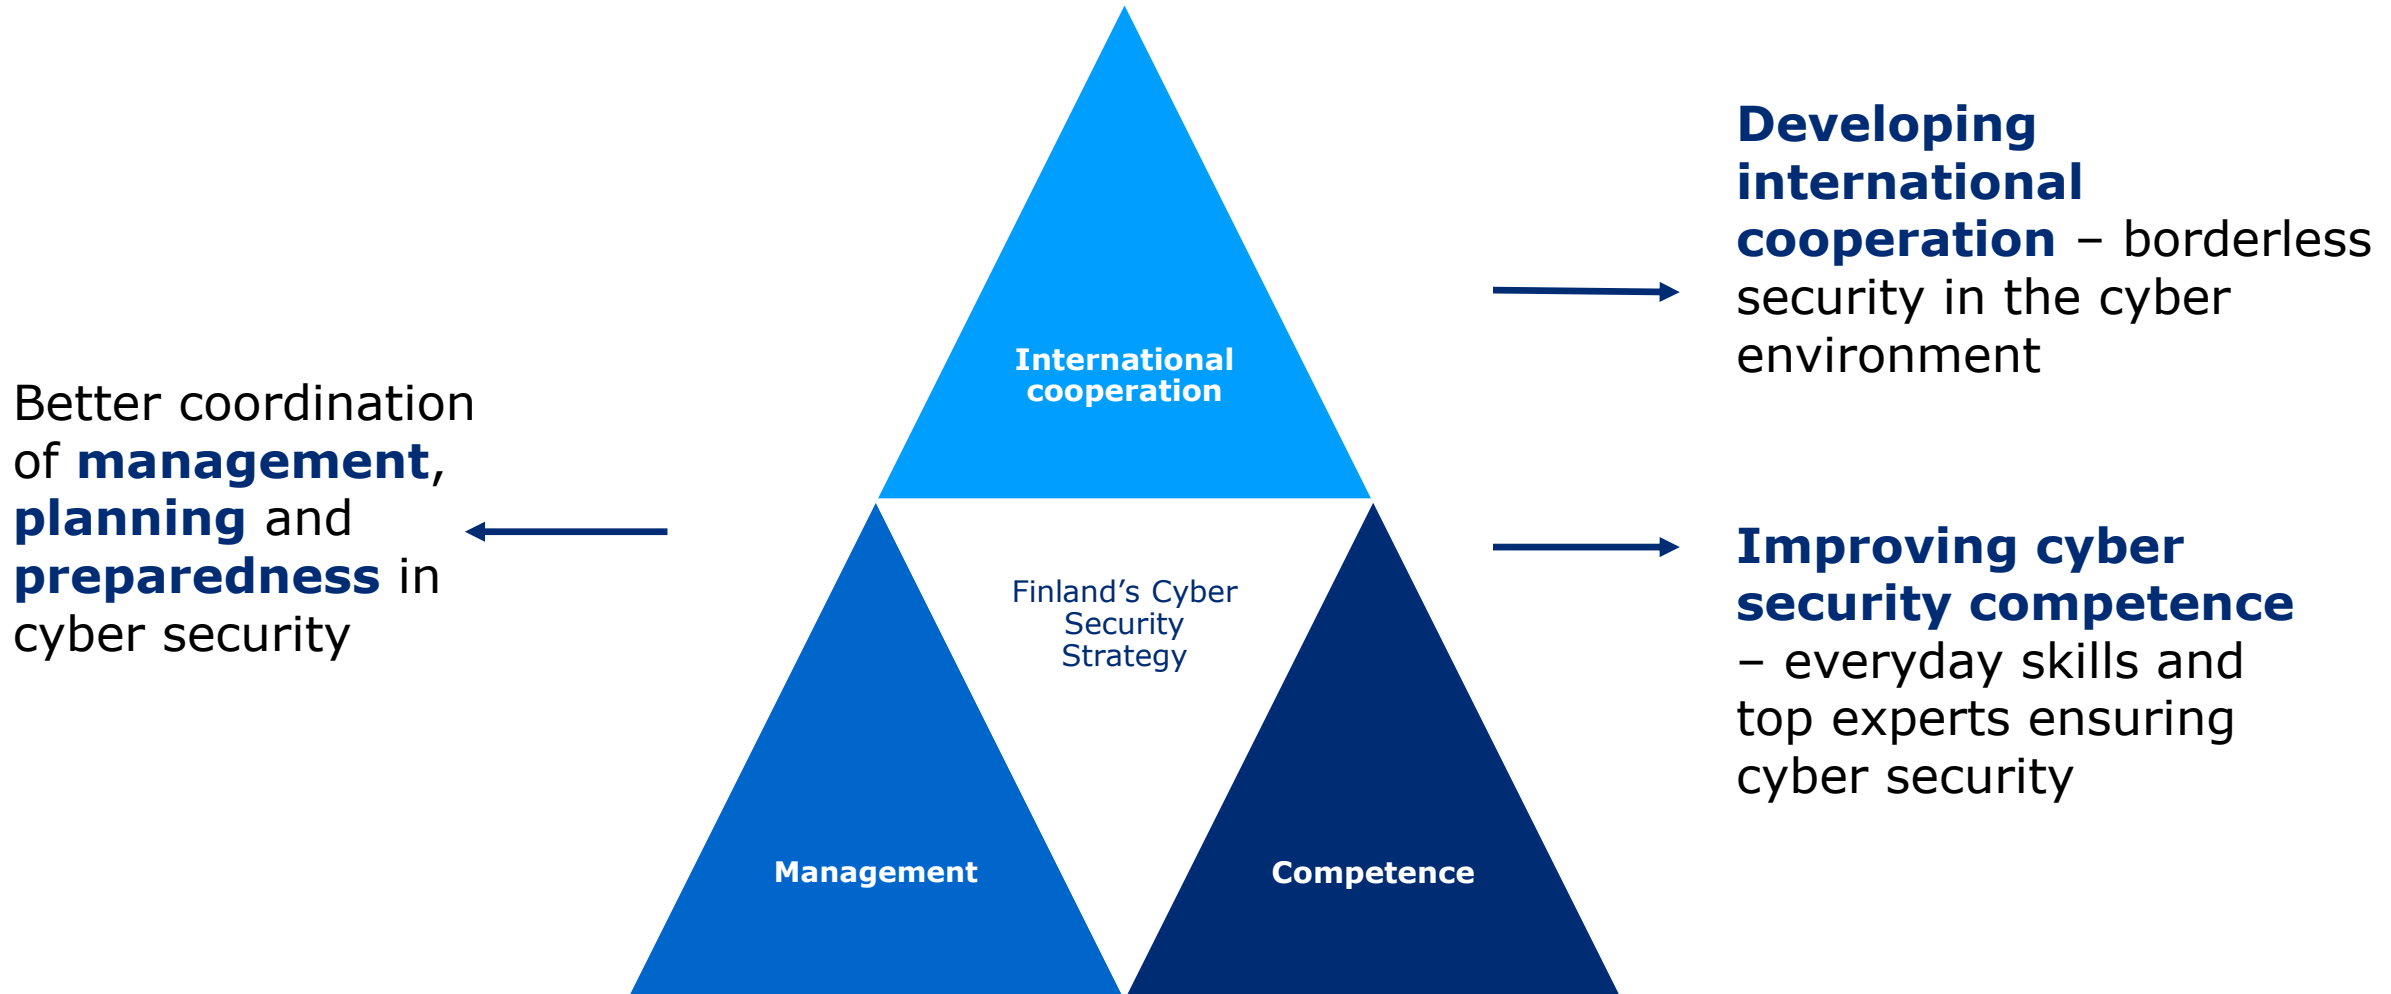 Developing
international
cooperation – borderless
security in the cyber
environment
International
cooperation
Better coordination
of management,
planning and
preparedness in
cyber security
Finland’s Cyber
Security
Strategy
Improving cyber
security competence
– everyday skills and
top experts ensuring
cyber security
Management
Competence